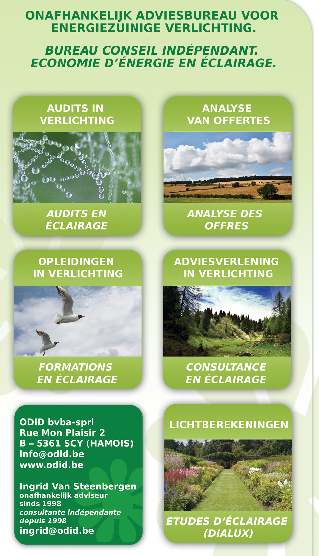 ONAFHANKELIJK ADVIESBUREAU VOOR
ENERGIEZUINIGE VERLICHTING.
BUREAU CONSEIL INDÉPENDANT.
ECONOMIE D'ÉNERGIE EN ÉCLAIRAGE.
AUDITS IN
VERLICHTING
AUDITS EN
ÉCLAIRAGE
ANALYSE
VAN OFFERTES
ANALYSE DES
OFFRES
OPLEIDINGEN
IN VERLICHTING
FORMATIONS
EN ÉCLAIRAGE
ADVIESVERLENING
IN VERLICHTING
CONSULTANCE
EN ÉCLAIRAGE
ODID bvba-sprl
Rue Mon Plaisir 2
B – 5361 SCY (HAMOIS)
info@odid.be
www.odid.be
Ingrid Van Steenbergen
onafhankelijk adviseur
sinds 1998
consultante indépendante
depuis 1998
ingrid@odid.be
LICHTBEREKENINGEN
ETUDES D'ÉCLAIRAGE
(DIALUX)